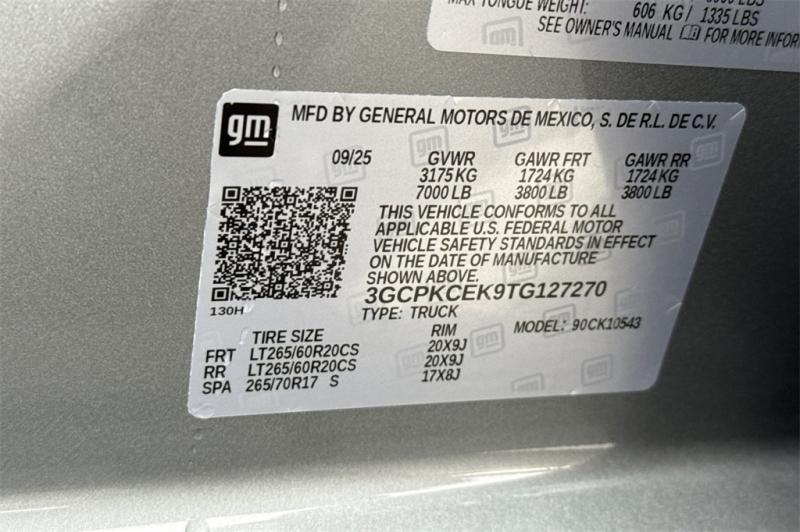 MAX TONGUE WEIGHT: 606 KG / 1335 LBS
SEE OWNER'S MANUAL FOR MORE INFOR
gm
MFD BY GENERAL MOTORS DE MEXICO, S. DE R.L. DE C.V.
09/25 GVWR GAWR FRT GAWR RR
3175 KG 1724 KG 1724 KG
7000 LB 3800 LB 3800 LB
THIS VEHICLE CONFORMS TO ALL
APPLICABLE U.S. FEDERAL MOTOR
VEHICLE SAFETY STANDARDS IN EFFECT
ON THE DATE OF MANUFACTURE
SHOWN ABOVE.
130H
3GCPKCEK9TG127270
TYPE: TRUCK
MODEL: 90CK10543
TIRE SIZE RIM
FRT LT265/60R20CS 20X9J
RR LT265/60R20CS 20X9J
SPA 265/70R17 S 17X8J